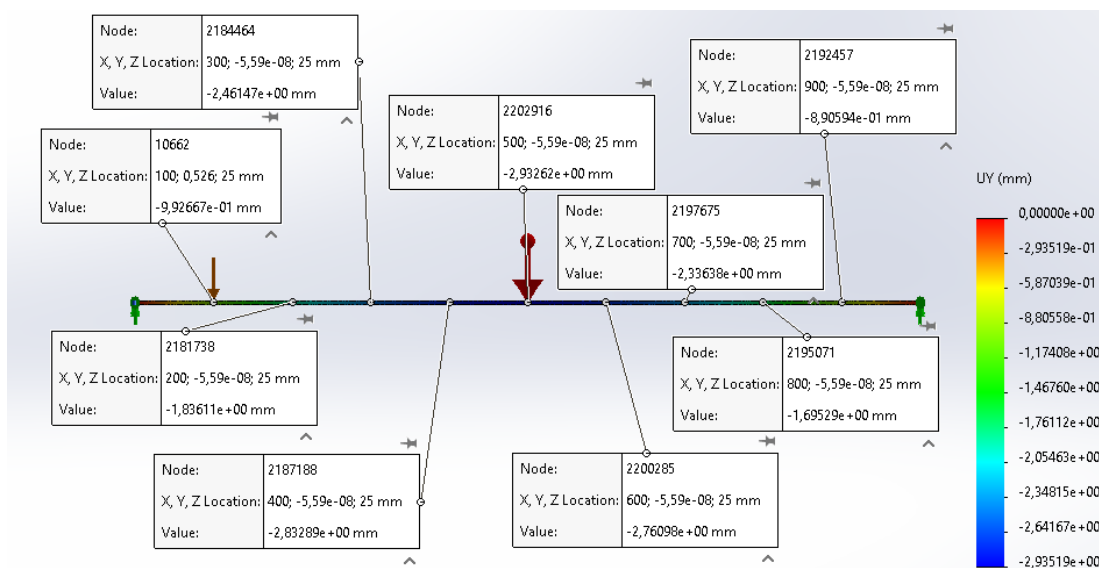 Node: 2184464
X, Y, Z Location: 300; -5,59e-08; 25 mm
Value: -2,46147e+00 mm
Node: 2192457
X, Y, Z Location: 900; -5,59e-08; 25 mm
Value: -8,90594e-01 mm
Node: 2202916
X, Y, Z Location: 500; -5,59e-08; 25 mm
Value: -2,93262e+00 mm
Node: 10662
X, Y, Z Location: 100; 0,526; 25 mm
Value: -9,92667e-01 mm
Node: 2197675
X, Y, Z Location: 700; -5,59e-08; 25 mm
Value: -2,33638e+00 mm
Node: 2181738
X, Y, Z Location: 200; -5,59e-08; 25 mm
Value: -1,83611e+00 mm
Node: 2195071
X, Y, Z Location: 800; -5,59e-08; 25 mm
Value: -1,69529e+00 mm
Node: 2187188
X, Y, Z Location: 400; -5,59e-08; 25 mm
Value: -2,83289e+00 mm
Node: 2200285
X, Y, Z Location: 600; -5,59e-08; 25 mm
Value: -2,76098e+00 mm
UY (mm)
0,00000e+00
-2,93519e-01
-5,87039e-01
-8,80558e-01
-1,17408e+00
-1,46760e+00
-1,76112e+00
-2,05463e+00
-2,34815e+00
-2,64167e+00
-2,93519e+00